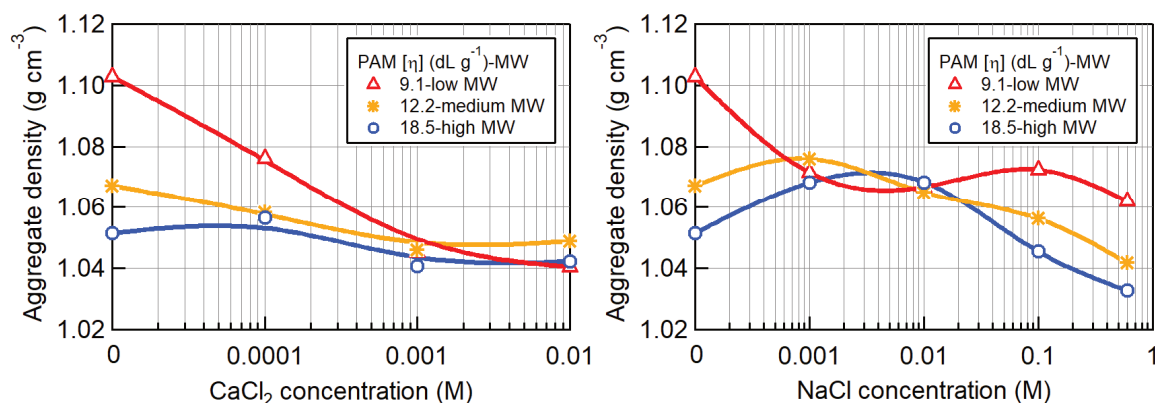 Aggregate density (g cm⁻³)
1.12
1.10
1.08
1.06
1.04
1.02
PAM [η] (dL g⁻¹)-MW
9.1-low MW
12.2-medium MW
18.5-high MW
0
0.0001
0.001
0.01
CaCl₂ concentration (M)
Aggregate density (g cm⁻³)
1.12
1.10
1.08
1.06
1.04
1.02
PAM [η] (dL g⁻¹)-MW
9.1-low MW
12.2-medium MW
18.5-high MW
0
0.001
0.01
0.1
1
NaCl concentration (M)